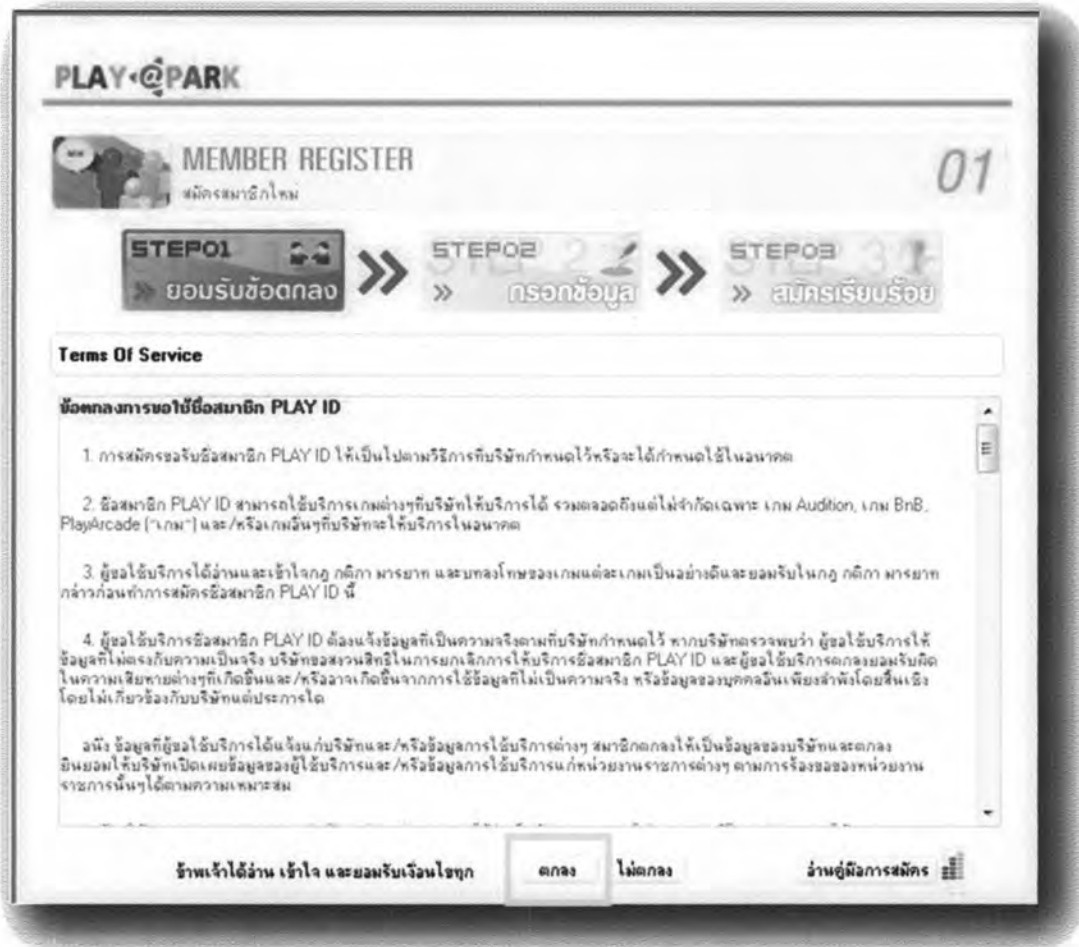 PLAY@PARK
MEMBER REGISTER
สมัครสมาชิกใหม่
01
STEP01
ยอมรับข้อตกลง
STEP02
กรอกข้อมูล
STEP03
สมัครเรียบร้อย
Terms Of Service
ข้อตกลงการขอใช้ชื่อสมาชิก PLAY ID
1. การสมัครขอรับชื่อสมาชิก PLAY ID ให้เป็นไปตามวิธีการที่บริษัทกำหนดไว้หรือจะได้กำหนดใช้ในอนาคต
2. ชื่อสมาชิก PLAY ID สามารถใช้บริการเกมต่างๆที่บริษัทให้บริการได้ รวมตลอดถึงแต่ไม่จำกัดเฉพาะ เกม Audition, เกม BnB,
PlayArcade ("เกม") และ/หรือเกมอื่นๆที่บริษัทจะให้บริการในอนาคต
3. ผู้ขอใช้บริการได้อ่านและเข้าใจกฎ กติกา มารยาท และบทลงโทษของเกมแต่ละเกมเป็นอย่างดีและยอมรับในกฎ กติกา มารยาท
กล่าวก่อนทำการสมัครชื่อสมาชิก PLAY ID นี้
4. ผู้ขอใช้บริการชื่อสมาชิก PLAY ID ต้องแจ้งข้อมูลที่เป็นความจริงตามที่บริษัทกำหนดไว้ หากบริษัทตรวจพบว่า ผู้ขอใช้บริการให้
ข้อมูลที่ไม่ตรงกับความเป็นจริง บริษัทขอสงวนสิทธิในการยกเลิกการให้บริการชื่อสมาชิก PLAY ID และผู้ขอใช้บริการตกลงยอมรับผิด
ในความเสียหายต่างๆที่เกิดขึ้นและ/หรืออาจเกิดขึ้นจากการใช้ข้อมูลที่ไม่เป็นความจริง หรือข้อมูลของบุคคลอื่นเพียงลำพังโดยสิ้นเชิง
โดยไม่เกี่ยวข้องกับบริษัทแต่ประการใด
อนึ่ง ข้อมูลที่ผู้ขอใช้บริการได้แจ้งแก่บริษัทและ/หรือข้อมูลการใช้บริการต่างๆ สมาชิกตกลงให้เป็นข้อมูลของบริษัทและตกลง
ยินยอมให้บริษัทเปิดเผยข้อมูลของผู้ใช้บริการและ/หรือข้อมูลการใช้บริการแก่หน่วยงานราชการต่างๆ ตามการร้องขอของหน่วยงาน
ราชการนั้นๆได้ตามความเหมาะสม
ข้าพเจ้าได้อ่าน เข้าใจ และยอมรับเงื่อนไขทุก
ตกลง
ไม่ตกลง
อ่านคู่มือการสมัคร